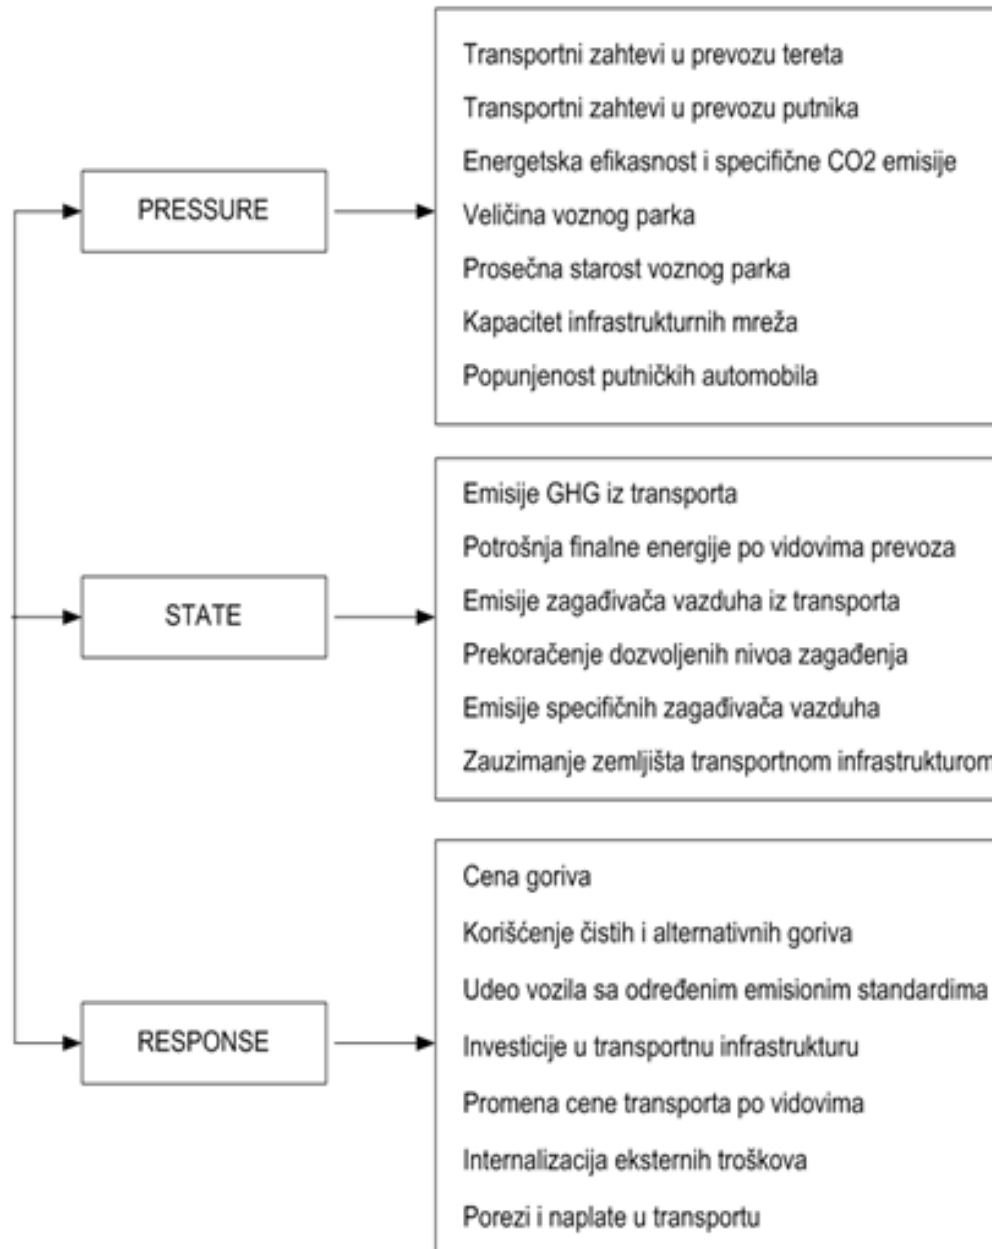 PRESSURE
Transportni zahtevi u prevozu tereta
Transportni zahtevi u prevozu putnika
Energetska efikasnost i specifične CO2 emisije
Veličina voznog parka
Prosečna starost voznog parka
Kapacitet infrastrukturnih mreža
Popunjenost putničkih automobila
STATE
Emisije GHG iz transporta
Potrošnja finalne energije po vidovima prevoza
Emisije zagađivača vazduha iz transporta
Prekoračenje dozvoljenih nivoa zagađenja
Emisije specifičnih zagađivača vazduha
Zauzimanje zemljišta transportnom infrastrukturom
RESPONSE
Cena goriva
Korišćenje čistih i alternativnih goriva
Udeo vozila sa određenim emisionim standardima
Investicije u transportnu infrastrukturu
Promena cene transporta po vidovima
Internalizacija eksternih troškova
Porezi i naplate u transportu